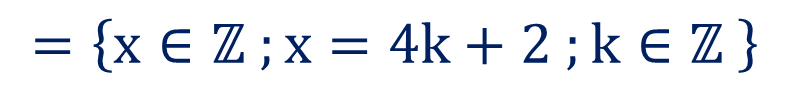 = {x ∈ ℤ ; x = 4k + 2 ; k ∈ ℤ }